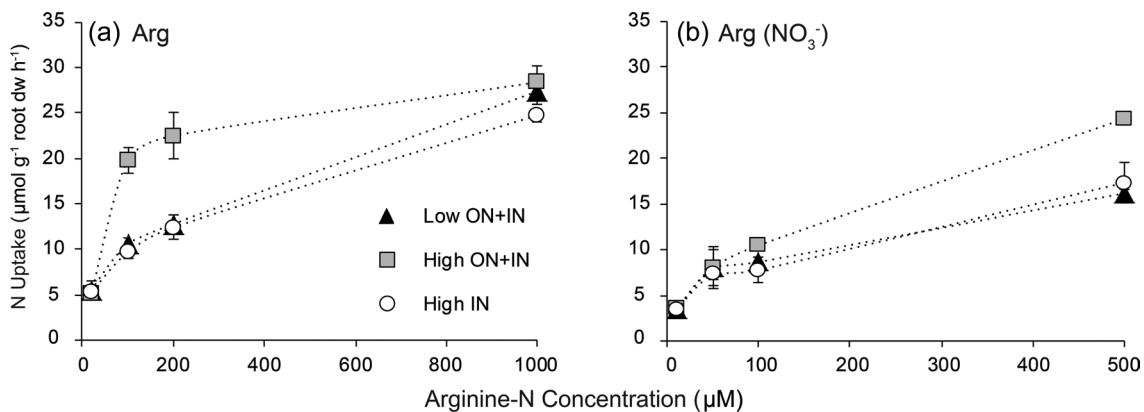 (a) Arg
(b) Arg (NO₃⁻)
N Uptake (µmol g⁻¹ root dw h⁻¹)
35
30
25
20
15
10
5
0
0 200 400 600 800 1000
Low ON+IN
High ON+IN
High IN
35
30
25
20
15
10
5
0
0 100 200 300 400 500
Arginine-N Concentration (µM)